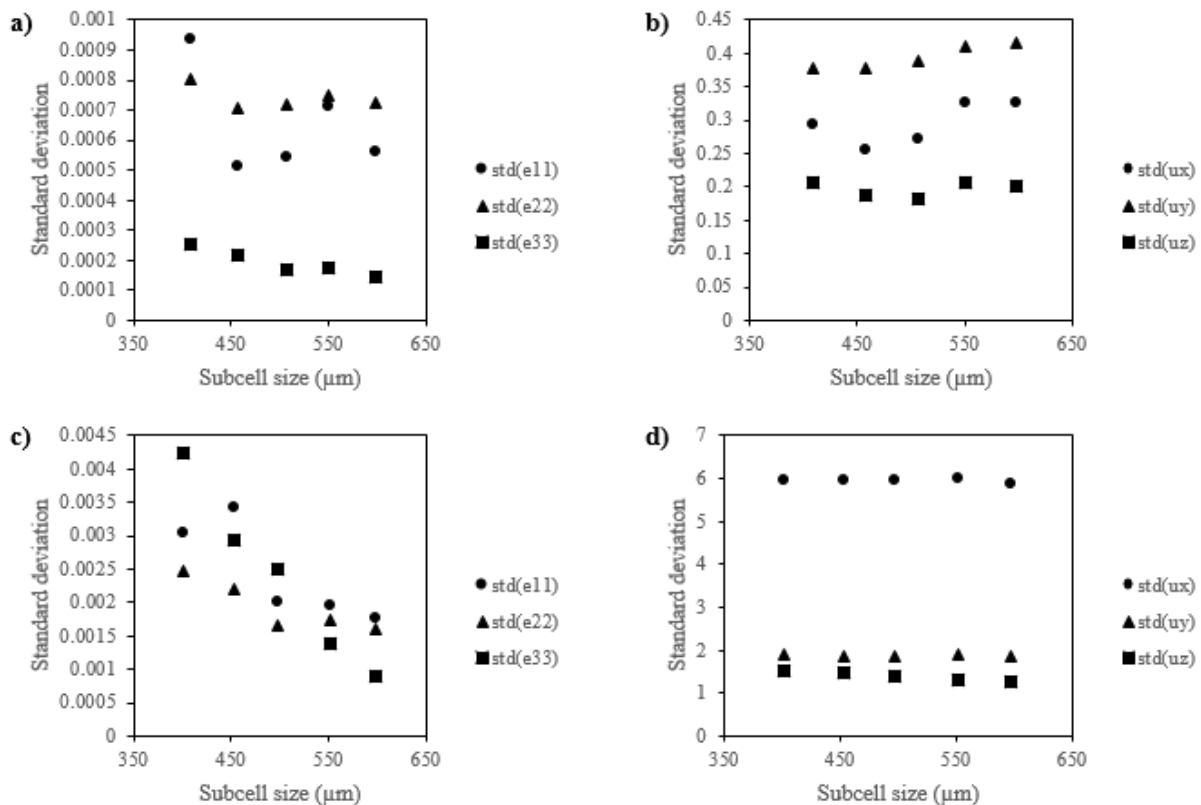 a)
Standard deviation
0.001
0.0009
0.0008
0.0007
0.0006
0.0005
0.0004
0.0003
0.0002
0.0001
0
350
450
550
650
Subcell size (µm)
std(e11)
std(e22)
std(e33)
b)
Standard deviation
0.45
0.4
0.35
0.3
0.25
0.2
0.15
0.1
0.05
0
350
450
550
650
Subcell size (µm)
std(ux)
std(uy)
std(uz)
c)
Standard deviation
0.0045
0.004
0.0035
0.003
0.0025
0.002
0.0015
0.001
0.0005
0
350
450
550
650
Subcell size (µm)
std(e11)
std(e22)
std(e33)
d)
Standard deviation
7
6
5
4
3
2
1
0
350
450
550
650
Subcell size (µm)
std(ux)
std(uy)
std(uz)